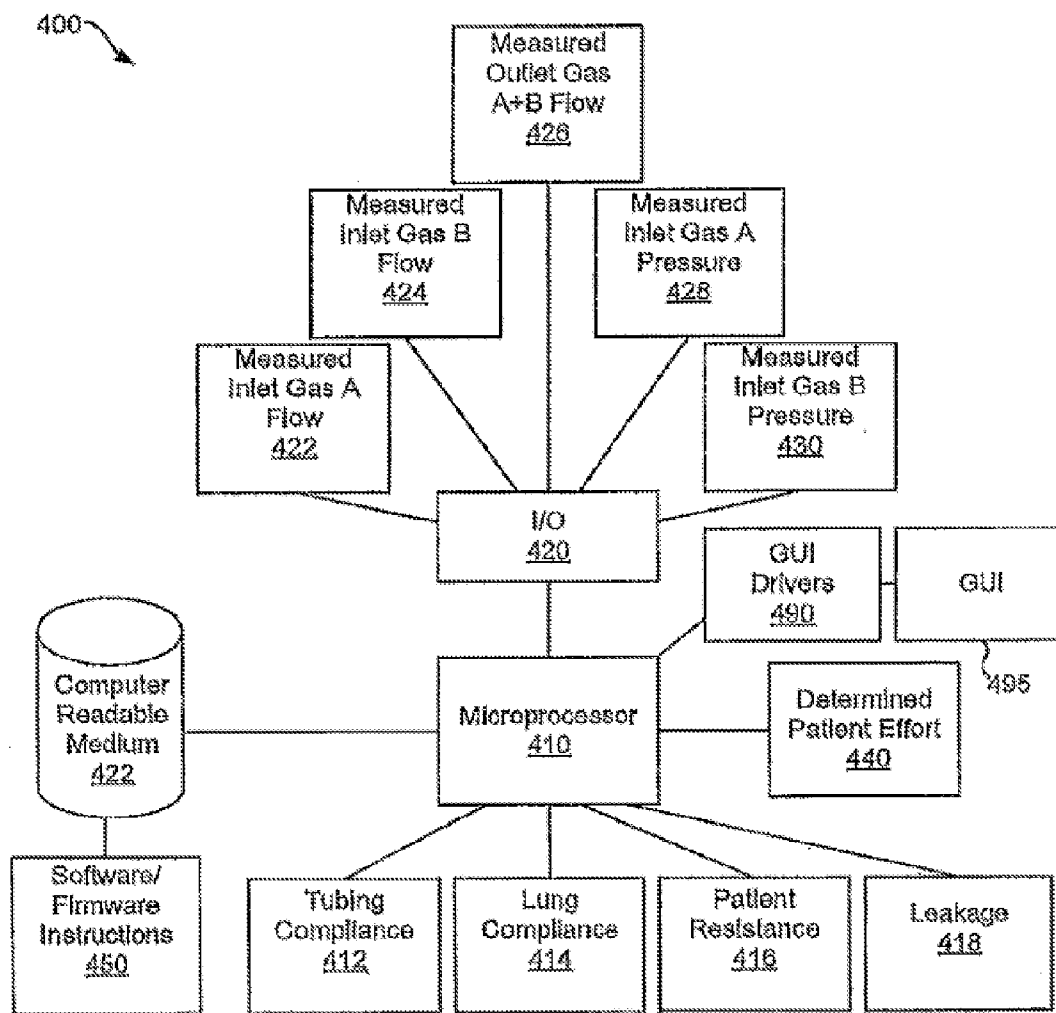 400
Measured
Outlet Gas
A+B Flow
426
Measured
Inlet Gas B
Flow
424
Measured
Inlet Gas A
Pressure
428
Measured
Inlet Gas A
Flow
422
Measured
Inlet Gas B
Pressure
430
I/O
420
GUI
Drivers
490
GUI
495
Computer
Readable
Medium
422
Microprocessor
410
Determined
Patient Effort
440
Software/
Firmware
Instructions
450
Tubing
Compliance
412
Lung
Compliance
414
Patient
Resistance
416
Leakage
418